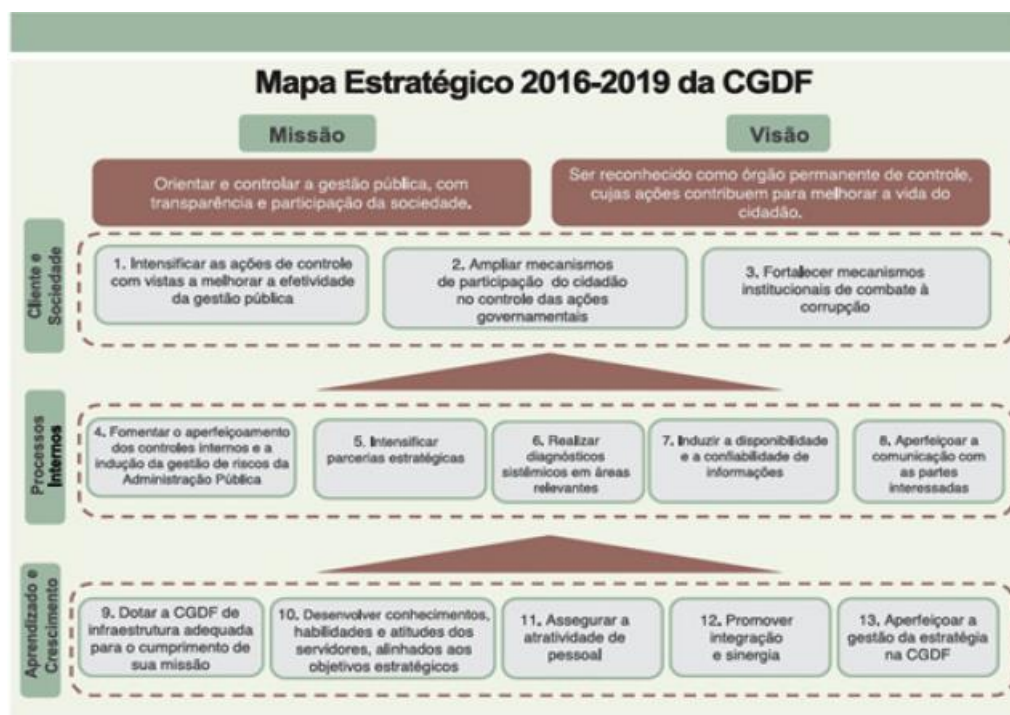 Mapa Estratégico 2016-2019 da CGDF
Missão
Visão
Orientar e controlar a gestão pública, com
transparência e participação da sociedade.
Ser reconhecido como órgão permanente de controle,
cujas ações contribuem para melhorar a vida do
cidadão.
Cliente e
Sociedade
1. Intensificar as ações de controle
com vistas a melhorar a efetividade
da gestão pública
2. Ampliar mecanismos
de participação do cidadão
no controle das ações
governamentais
3. Fortalecer mecanismos
institucionais de combate à
corrupção
Processos
Internos
4. Fomentar o aperfeiçoamento
dos controles internos e a
indução da gestão de riscos da
Administração Pública
5. Intensificar
parcerias estratégicas
6. Realizar
diagnósticos
sistêmicos em áreas
relevantes
7. Induzir a disponibilidade
e a confiabilidade de
informações
8. Aperfeiçoar a
comunicação com
as partes
interessadas
Aprendizado e
Crescimento
9. Dotar a CGDF de
infraestrutura adequada
para o cumprimento de
sua missão
10. Desenvolver conhecimentos,
habilidades e atitudes dos
servidores, alinhados aos
objetivos estratégicos
11. Assegurar a
atratividade de
pessoal
12. Promover
integração
e sinergia
13. Aperfeiçoar a
gestão da estratégia
na CGDF